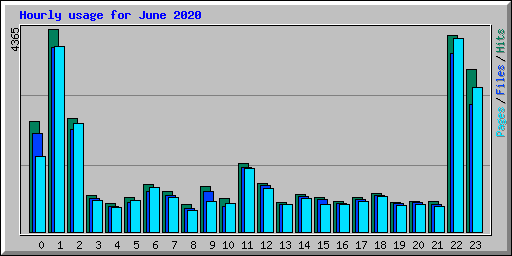 Hourly usage for June 2020
4365
Pages/Files/Hits
0 1 2 3 4 5 6 7 8 9 10 11 12 13 14 15 16 17 18 19 20 21 22 23